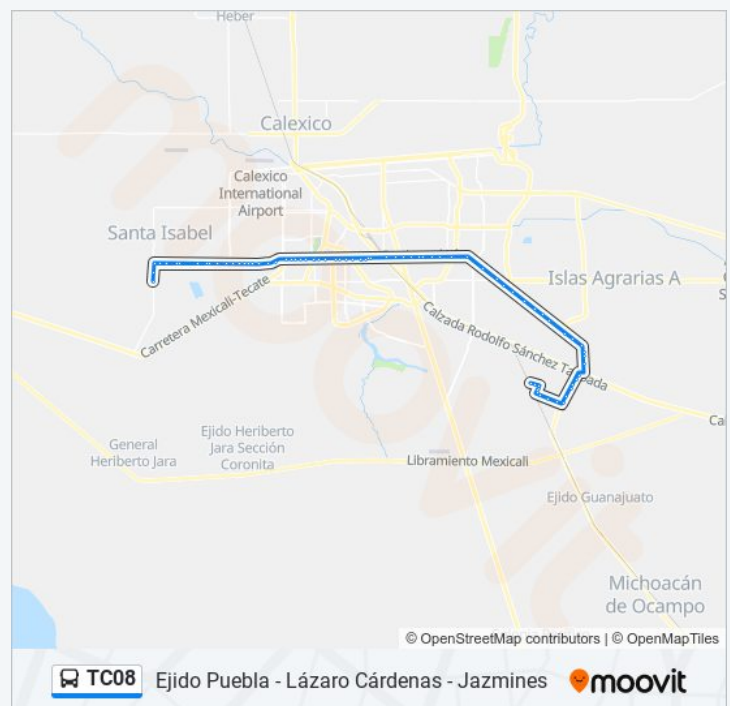 Heber
Calexico
Calexico
International
Airport
Santa Isabel
Islas Agrarias A
Carretera Mexicali-Tecate
Calzada Rodolfo Sánchez Taboada
General
Heriberto Jara
Ejido Heriberto
Jara Sección
Coronita
Libramiento Mexicali
Ejido Guanajuato
Michoacán
de Ocampo
© OpenStreetMap contributors | © OpenMapTiles
TC08 Ejido Puebla - Lázaro Cárdenas - Jazmines moovit